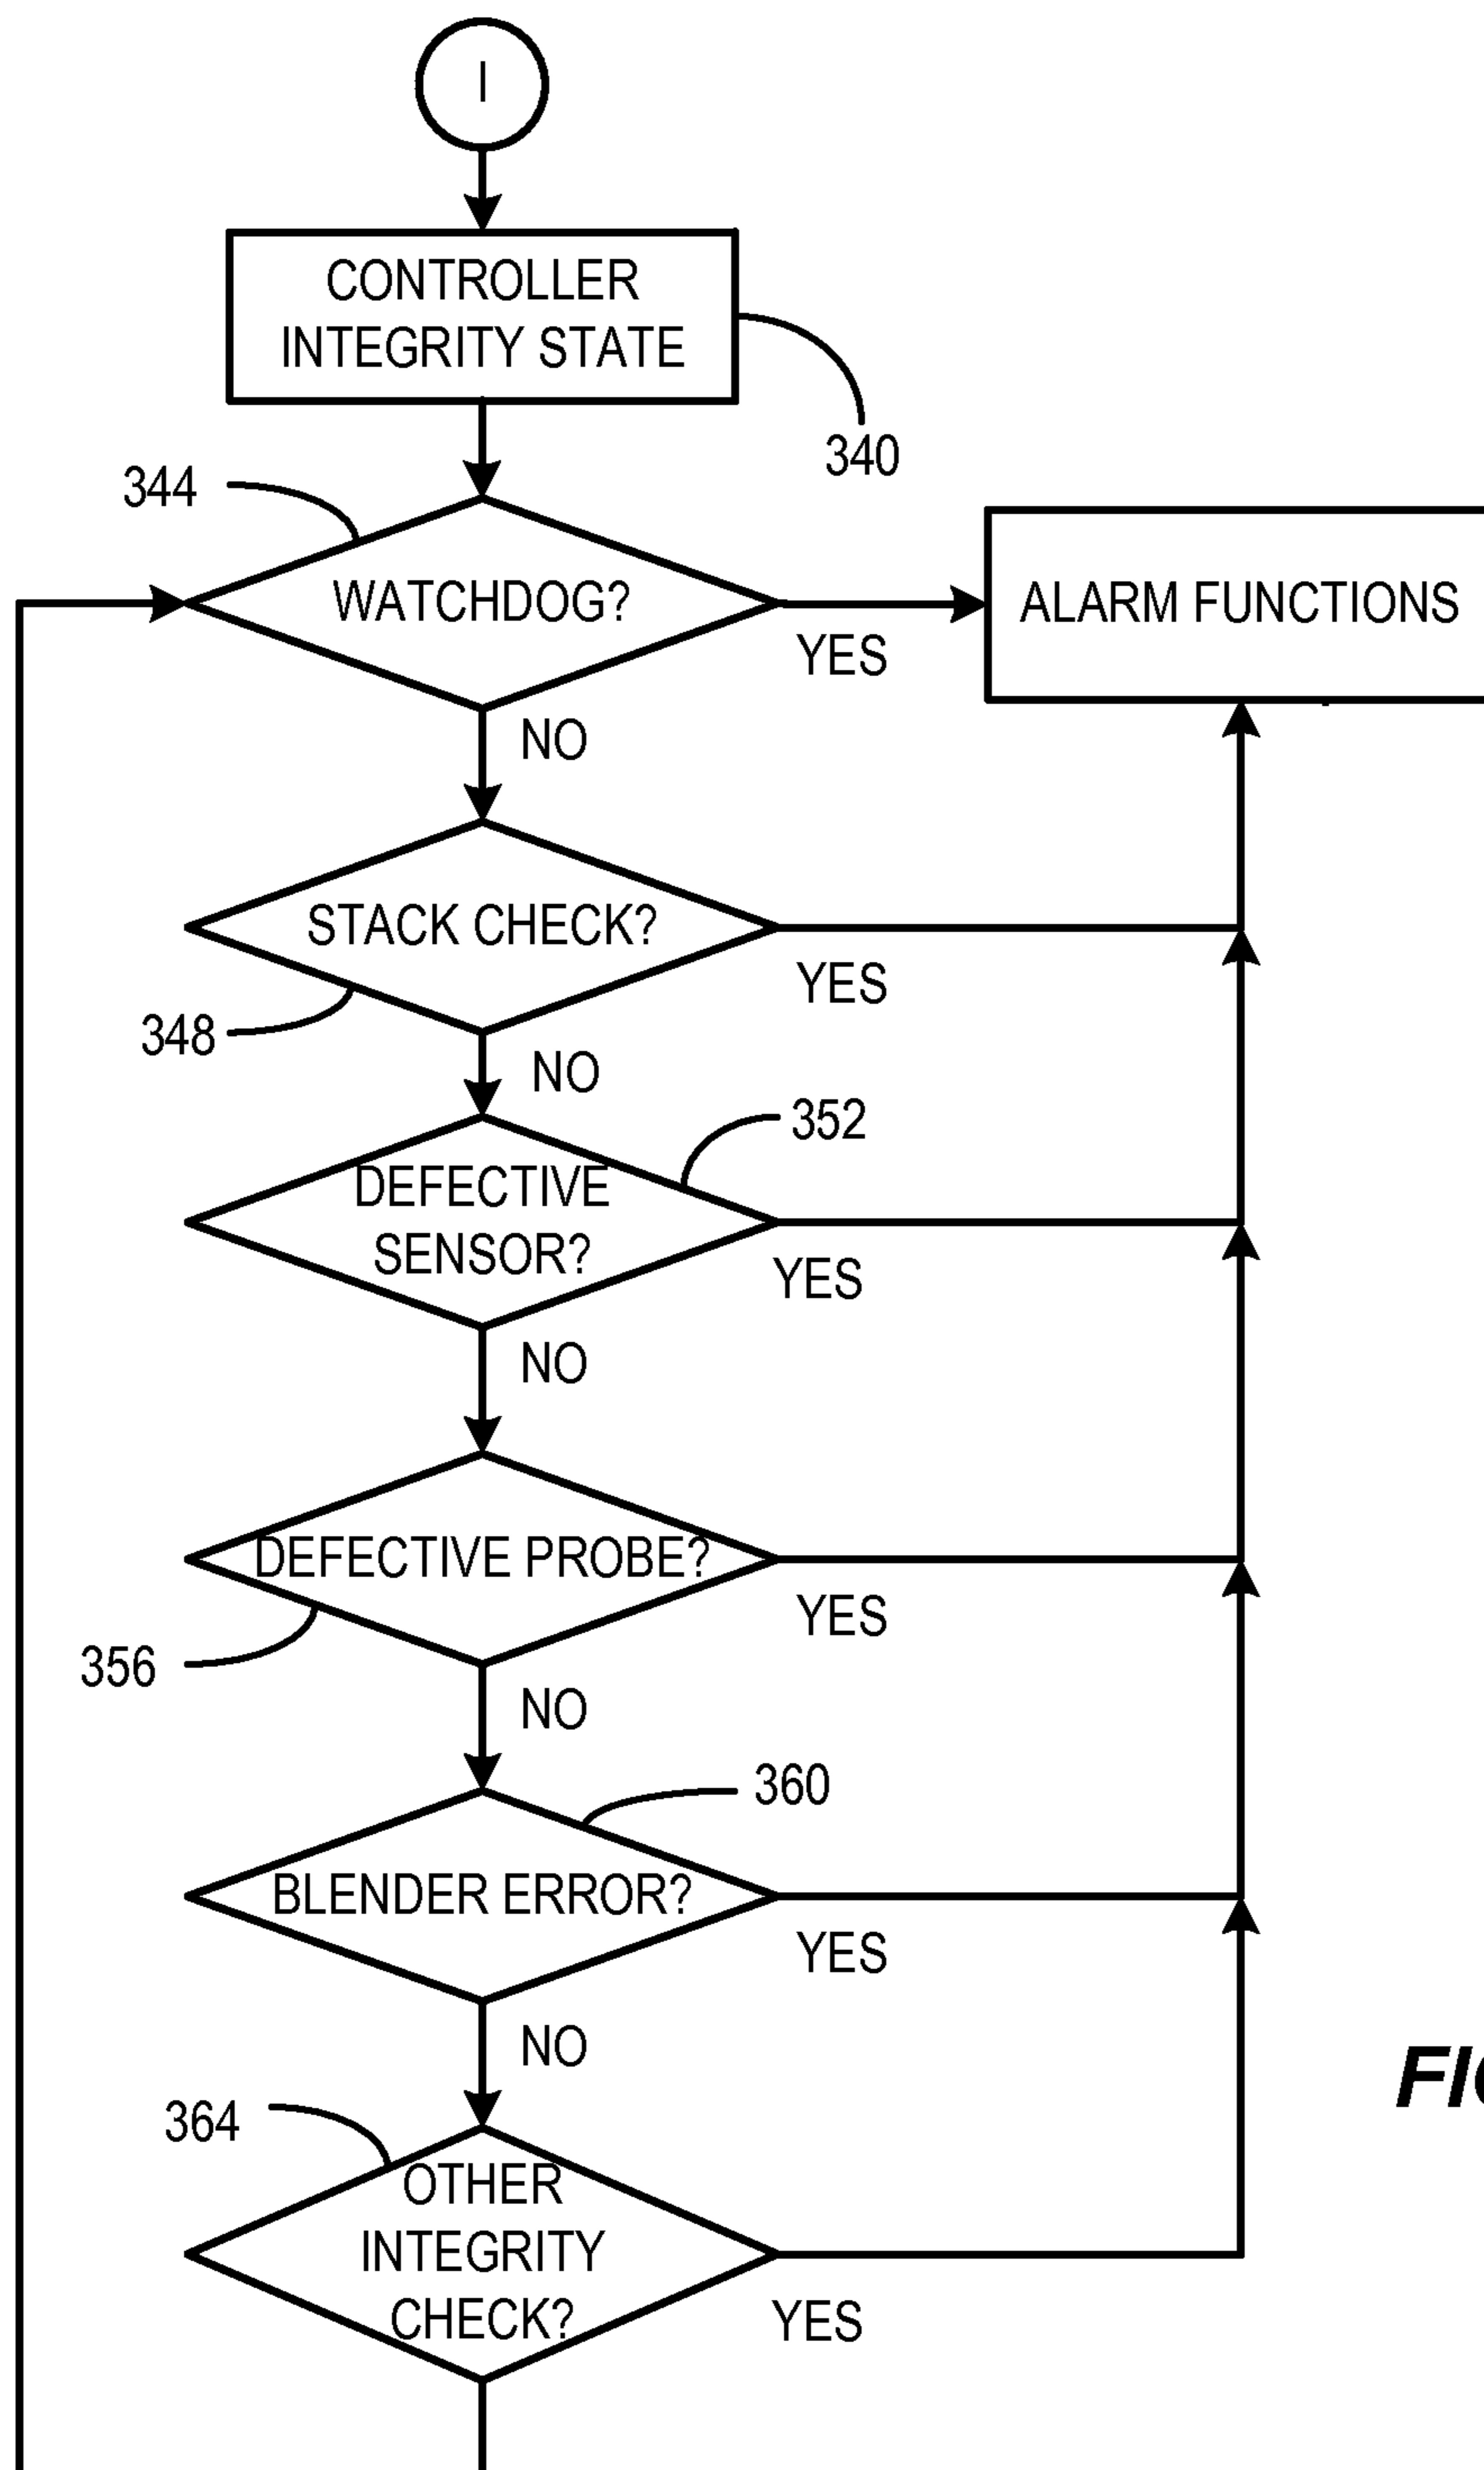 I
CONTROLLER
INTEGRITY STATE
340
344
WATCHDOG?
YES
ALARM FUNCTIONS
NO
STACK CHECK?
YES
348
NO
352
DEFECTIVE
SENSOR?
YES
NO
DEFECTIVE PROBE?
YES
356
NO
360
BLENDER ERROR?
YES
NO
364
OTHER
INTEGRITY
CHECK?
YES